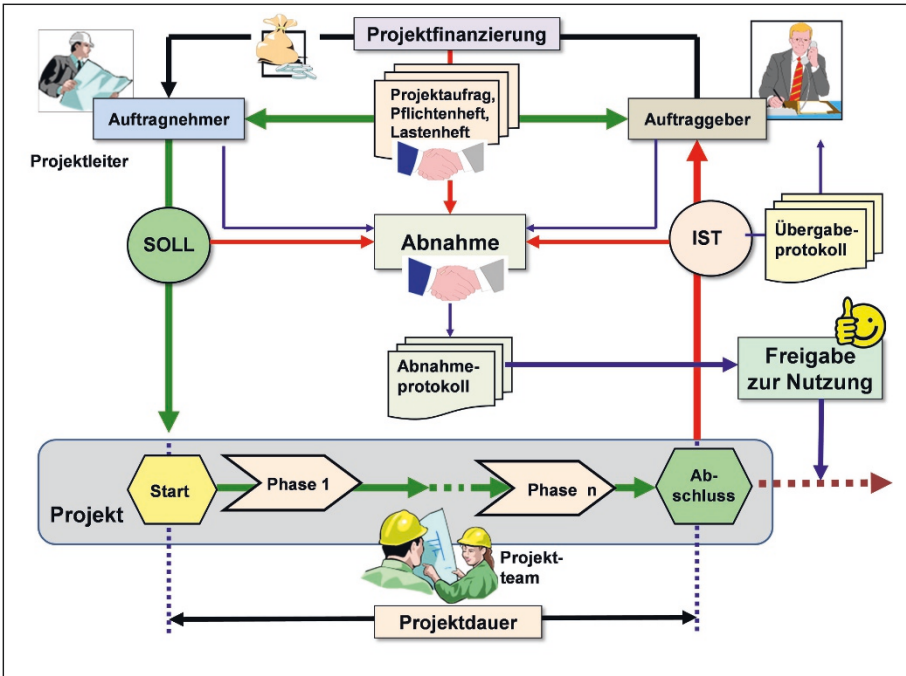 Projektfinanzierung
Projektaufrag,
Pflichtenheft,
Lastenheft
Auftragnehmer
Auftraggeber
Projektleiter
SOLL
Abnahme
IST
Übergabe-
protokoll
Abnahme-
protokoll
Freigabe
zur Nutzung
Start
Phase 1
Phase n
Ab-
schluss
Projekt
Projekt-
team
Projektdauer